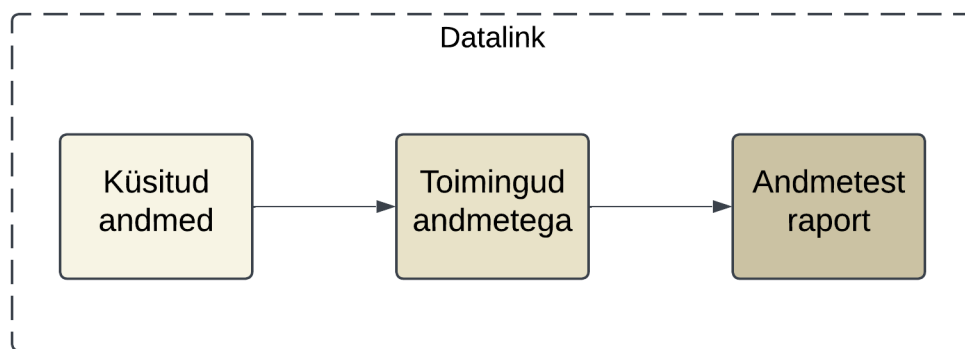 Datalink
Küsitud
andmed
Toimingud
andmetega
Andmetest
raport